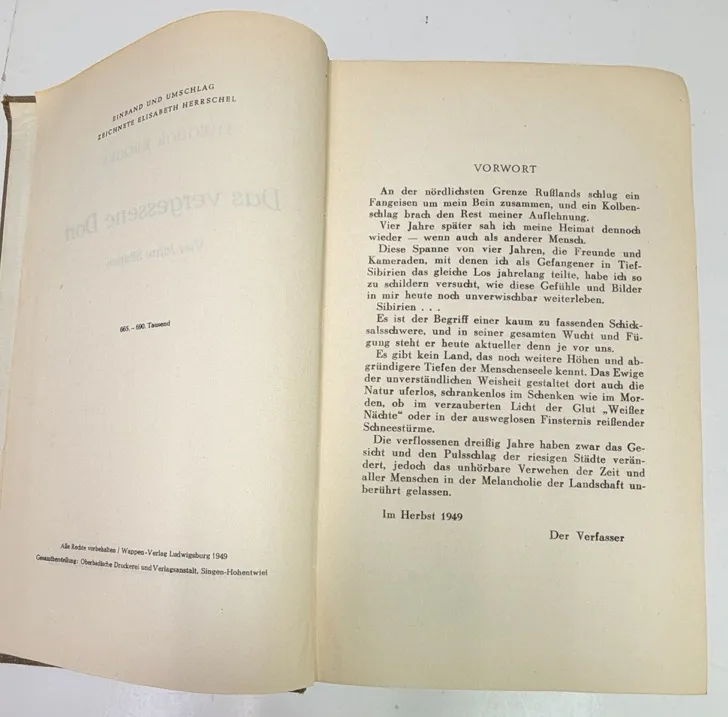 EINBAND UND UMSCHLAG
ZEICHNETE ELISABETH HERRSCHEL
Das vergessene Dorf
665. – 690. Tausend
Alle Rechte vorbehalten / Wappen-Verlag Ludwigsburg 1949
Gesamtherstellung: Oberbadische Druckerei und Verlagsanstalt, Singen-Hohentwiel
VORWORT
An der nördlichsten Grenze Rußlands schlug ein
Fangeisen um mein Bein zusammen, und ein Kolben-
schlag brach den Rest meiner Auflehnung.
Vier Jahre später sah ich meine Heimat dennoch
wieder — wenn auch als anderer Mensch.
Diese Spanne von vier Jahren, die Freunde und
Kameraden, mit denen ich als Gefangener in Tief-
Sibirien das gleiche Los jahrelang teilte, habe ich so
zu schildern versucht, wie diese Gefühle und Bilder
in mir heute noch unverwischbar weiterleben.
Sibirien . . .
Es ist der Begriff einer kaum zu fassenden Schick-
salsschwere, und in seiner gesamten Wucht und Fü-
gung steht er heute aktueller denn je vor uns.
Es gibt kein Land, das noch weitere Höhen und ab-
gründigere Tiefen der Menschenseele kennt. Das Ewige
der unverständlichen Weisheit gestaltet dort auch die
Natur uferlos, schrankenlos im Schenken wie im Mor-
den, ob im verzauberten Licht der Glut „Weißer
Nächte“ oder in der ausweglosen Finsternis reißender
Schneestürme.
Die verflossenen dreißig Jahre haben zwar das Ge-
sicht und den Pulsschlag der riesigen Städte verän-
dert, jedoch das unhörbare Verwehen der Zeit und
aller Menschen in der Melancholie der Landschaft un-
berührt gelassen.
Im Herbst 1949
Der Verfasser